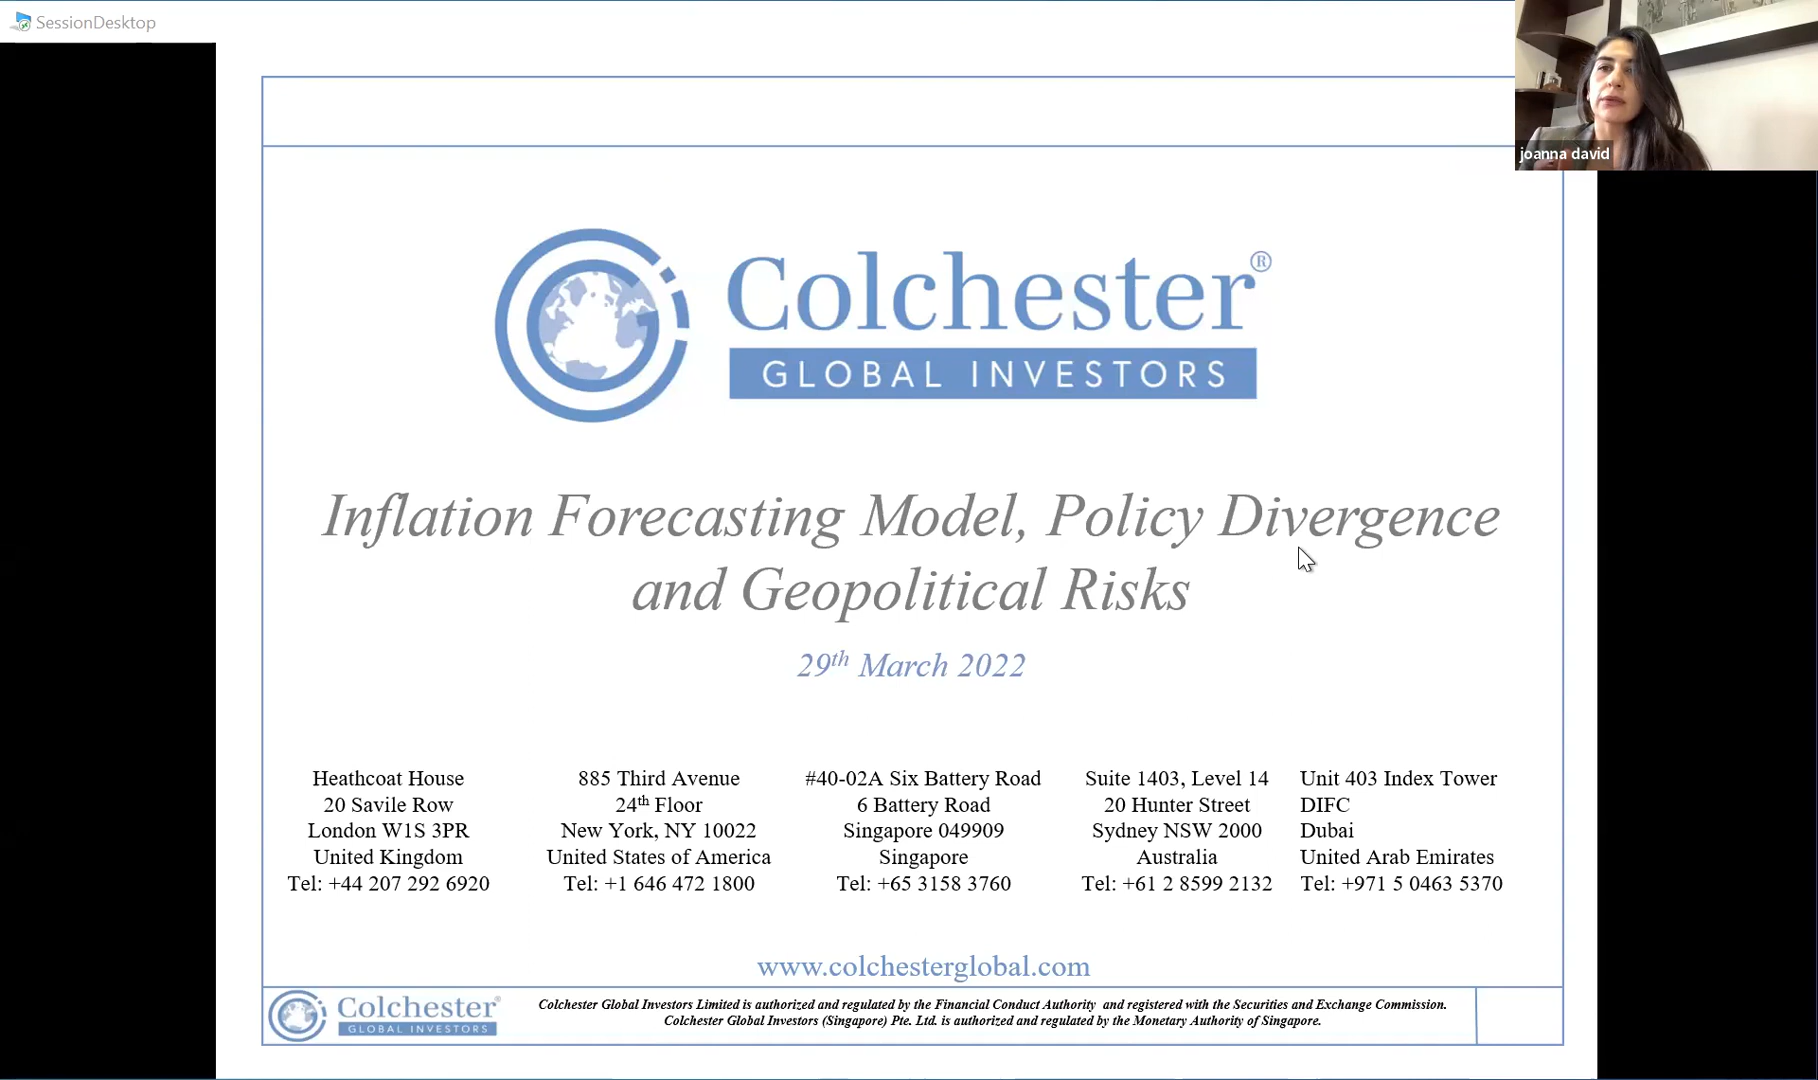 SessionDesktop
joanna david
Colchester®
GLOBAL INVESTORS
Inflation Forecasting Model, Policy Divergence
and Geopolitical Risks
29th March 2022
Heathcoat House
20 Savile Row
London W1S 3PR
United Kingdom
Tel: +44 207 292 6920
885 Third Avenue
24th Floor
New York, NY 10022
United States of America
Tel: +1 646 472 1800
#40-02A Six Battery Road
6 Battery Road
Singapore 049909
Singapore
Tel: +65 3158 3760
Suite 1403, Level 14
20 Hunter Street
Sydney NSW 2000
Australia
Tel: +61 2 8599 2132
Unit 403 Index Tower
DIFC
Dubai
United Arab Emirates
Tel: +971 5 0463 5370
www.colchesterglobal.com
Colchester®
GLOBAL INVESTORS
Colchester Global Investors Limited is authorized and regulated by the Financial Conduct Authority and registered with the Securities and Exchange Commission.
Colchester Global Investors (Singapore) Pte. Ltd. is authorized and regulated by the Monetary Authority of Singapore.